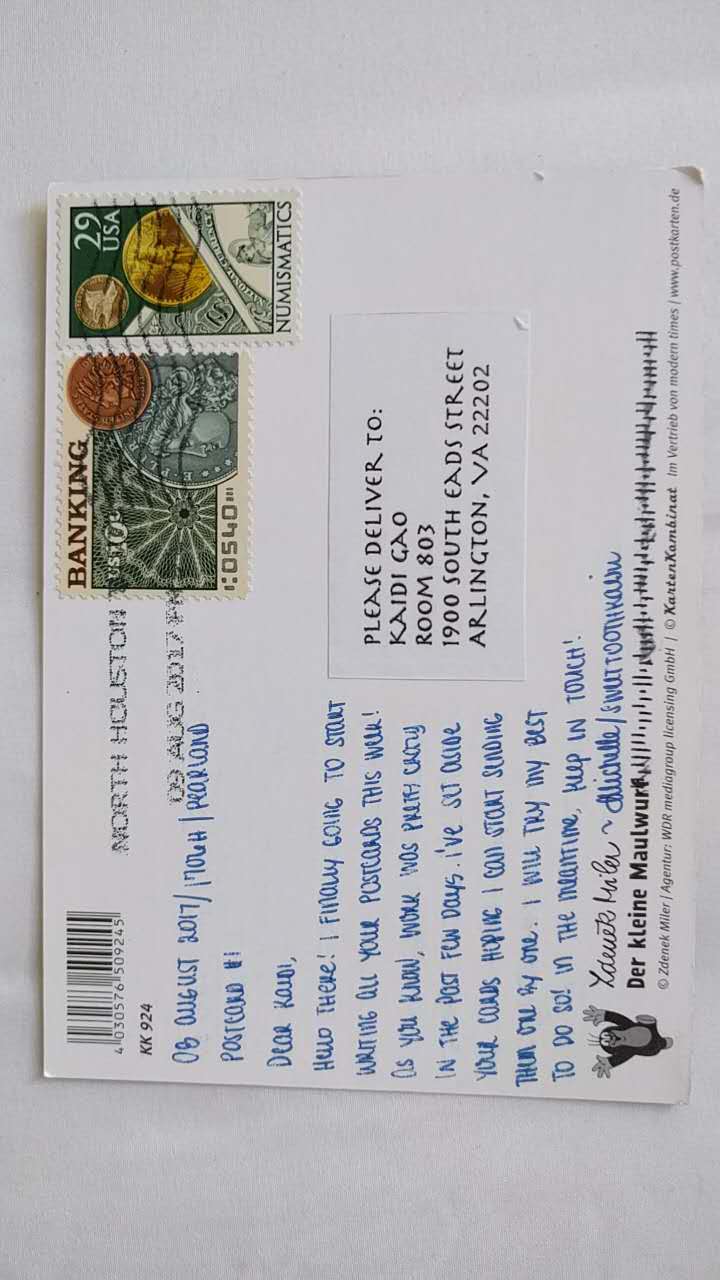 4 030576 509245
KK 924
08 AUGUST 2017/1702H/PEARLAND
POSTCARD #1
DEAR KAIDI,
HELLO THERE! I FINALLY GOING TO START
WRITING ALL YOUR POSTCARDS THIS WEEK!
AS YOU KNOW, WORK WAS PRETTY CRAZY
IN THE POST FEW DAYS. I'VE SET ASIDE
YOUR CARDS HOPING I CAN START SENDING
THEM ONE BY ONE. I WILL TRY MY BEST
TO DO SO! IN THE MEANTIME, KEEP IN TOUCH!
~ Michelle/
Zdeněk Miler
Der kleine Maulwurf
© Zdenek Miler | Agentur: WDR mediagroup licensing GmbH | © KartenKombinat Im Vertrieb von modern times | www.postkarten.de
NORTH HOUSTON
09 AUG 2017
BANKING
US 10c
29
USA
NUMISMATICS
PLEASE DELIVER TO:
KAIDI GAO
ROOM 803
1900 SOUTH EADS STREET
ARLINGTON, VA 22202